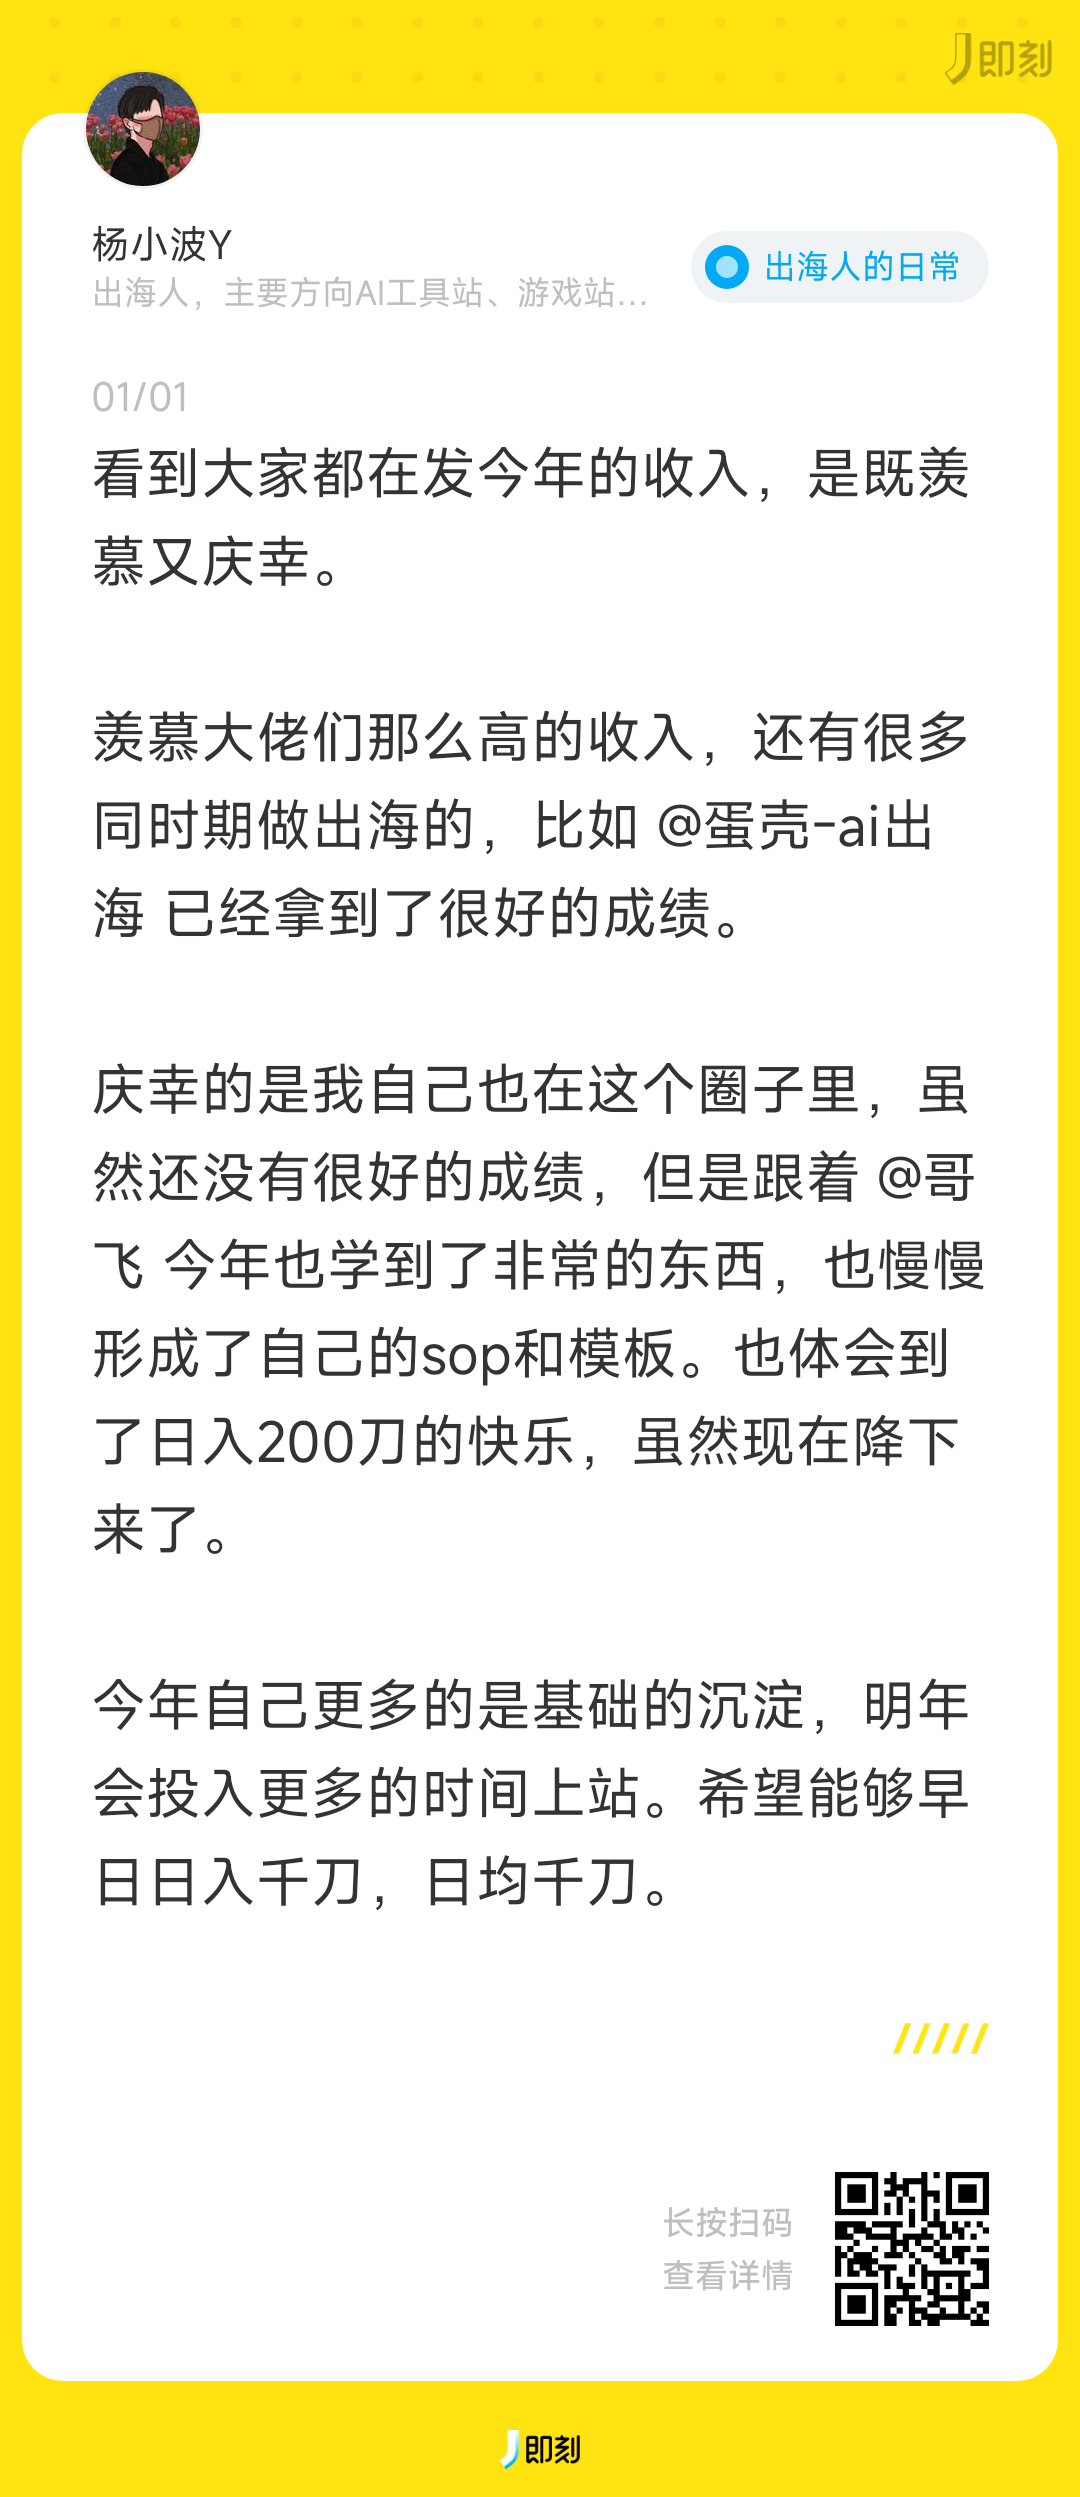 即刻
杨小波Y
出海人，主要方向AI工具站、游戏站...
出海人的日常
01/01
看到大家都在发今年的收入，是既羡
慕又庆幸。
羡慕大佬们那么高的收入，还有很多
同时期做出海的，比如 @蛋壳-ai出
海 已经拿到了很好的成绩。
庆幸的是我自己也在这个圈子里，虽
然还没有很好的成绩，但是跟着 @哥
飞 今年也学到了非常的东西，也慢慢
形成了自己的sop和模板。也体会到
了日入200刀的快乐，虽然现在降下
来了。
今年自己更多的是基础的沉淀，明年
会投入更多的时间上站。希望能够早
日日入千刀，日均千刀。
长按扫码
查看详情
即刻